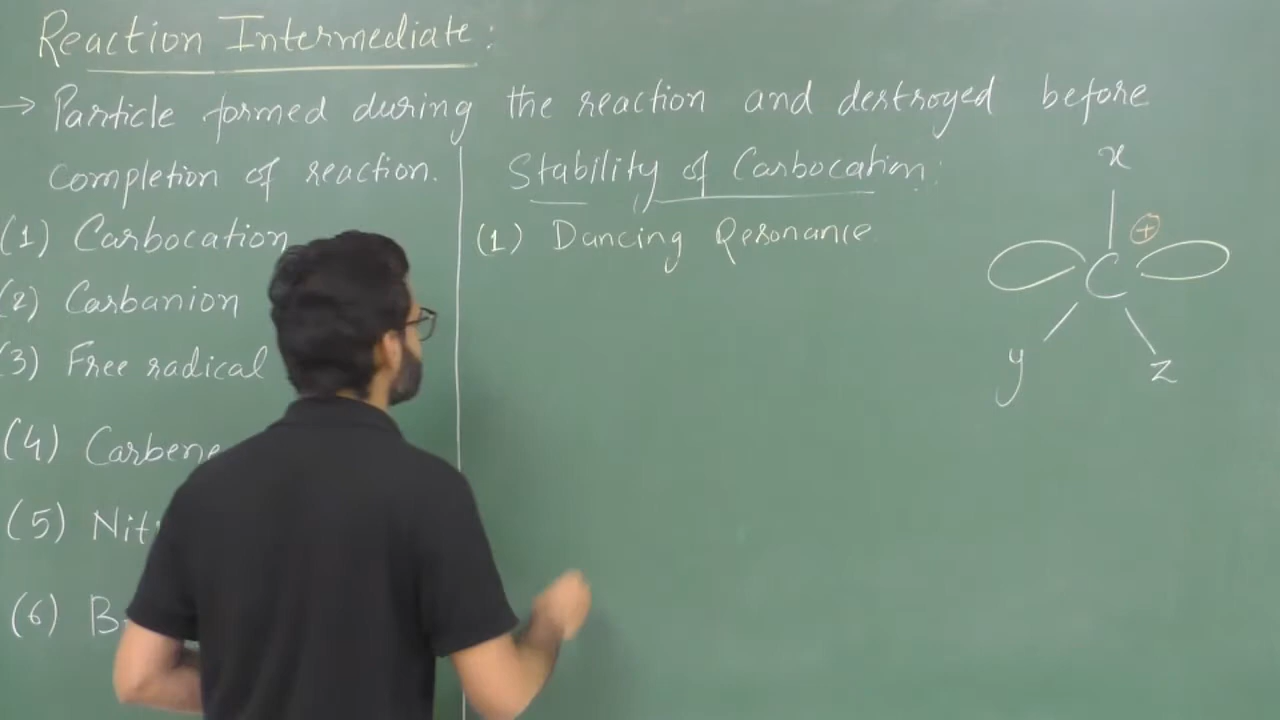 Reaction Intermediate:
→ Particle formed during the reaction and destroyed before
completion of reaction.
(1) Carbocation
(2) Carbanion
(3) Free radical
(4) Carbene
(5) Nit
(6) B
Stability of Carbocation:
(1) Dancing Resonance
x
C +
y z